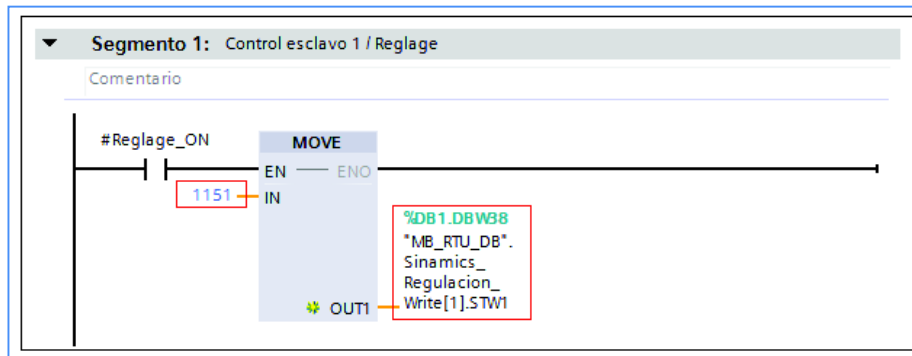 Segmento 1: Control esclavo 1 / Reglage
Comentario
#Reglage_ON
MOVE
EN ENO
1151 IN
%DB1.DBW38
"MB_RTU_DB".
Sinamics_
Regulacion_
Write[1].STW1
OUT1